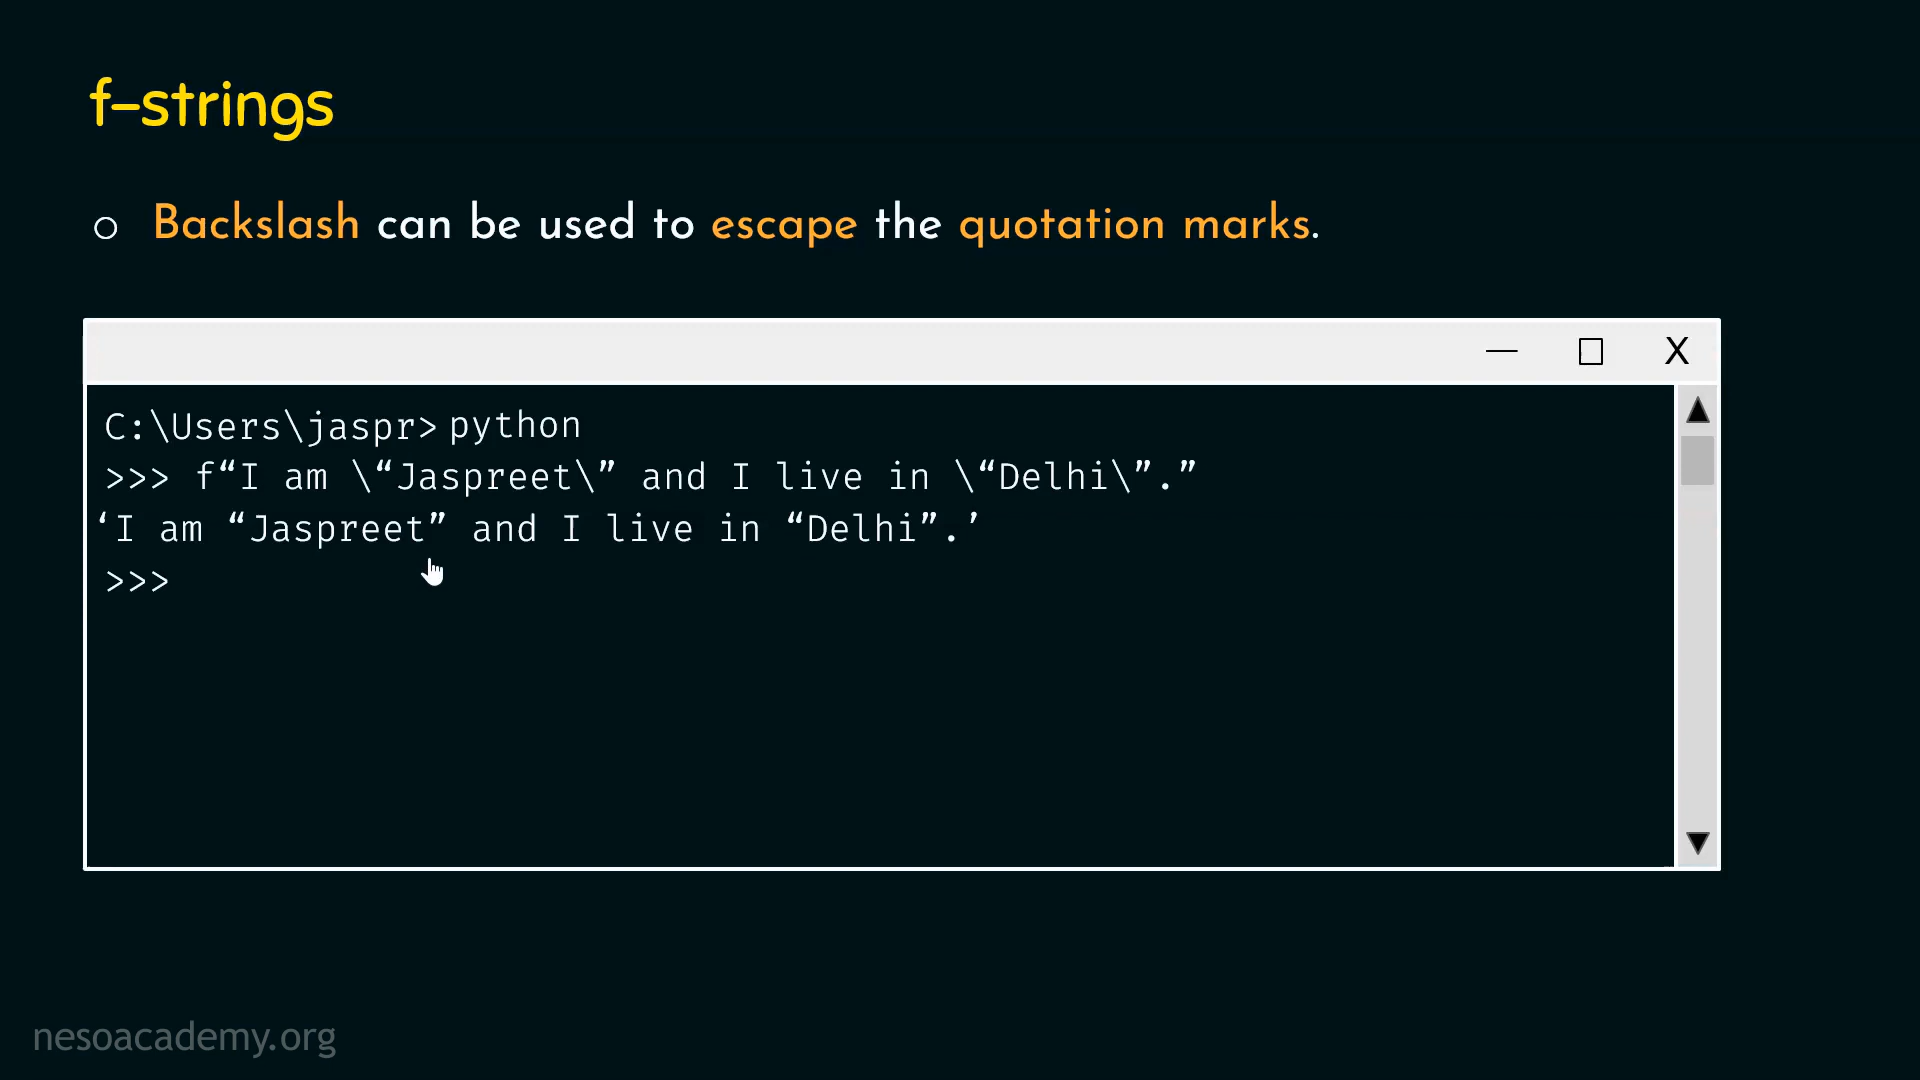 f-strings
○ Backslash can be used to escape the quotation marks.
X
C:\Users\jaspr> python
>>> f“I am \“Jaspreet\” and I live in \“Delhi\”.”
‘I am “Jaspreet” and I live in “Delhi”.’
>>>
nesoacademy.org